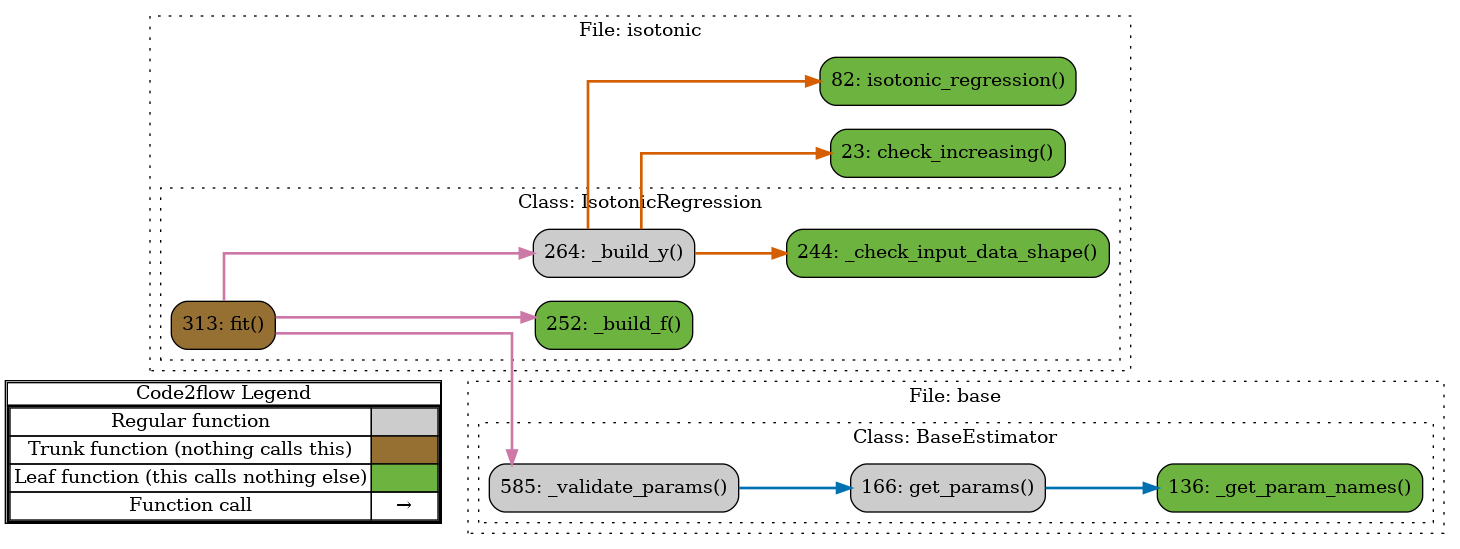 File: isotonic
82: isotonic_regression()
23: check_increasing()
Class: IsotonicRegression
264: _build_y()
244: _check_input_data_shape()
313: fit()
252: _build_f()
Code2flow Legend
Regular function
Trunk function (nothing calls this)
Leaf function (this calls nothing else)
Function call →
File: base
Class: BaseEstimator
585: _validate_params()
166: get_params()
136: _get_param_names()